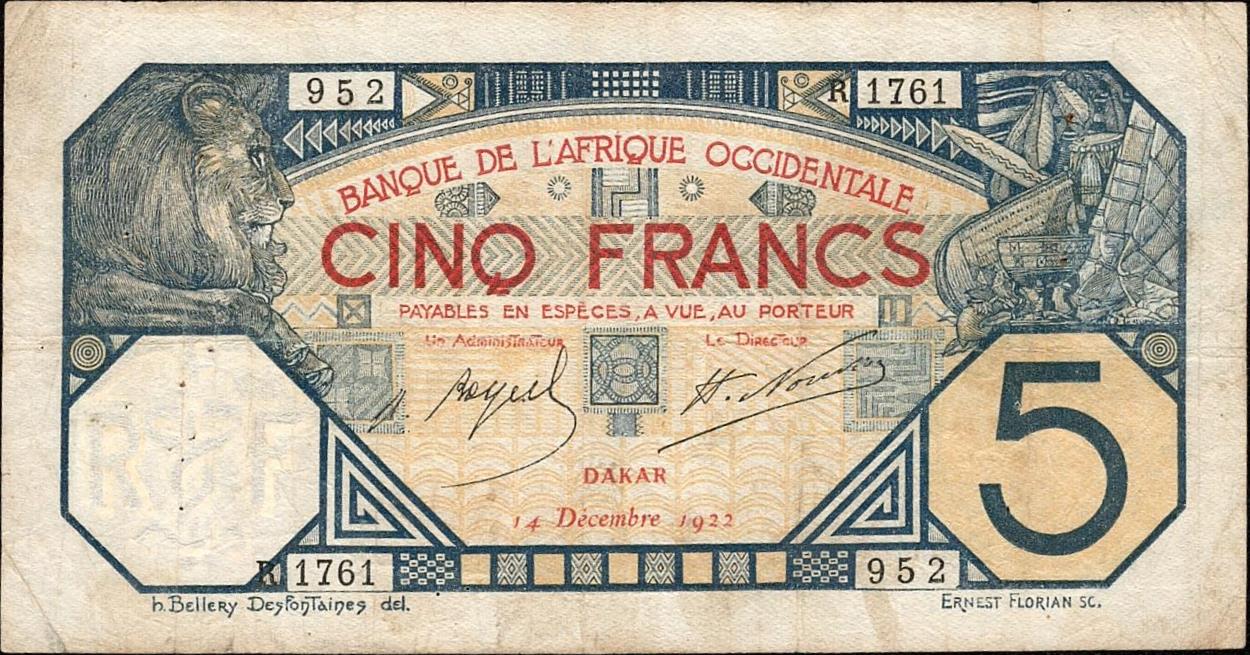 952
R 1761
BANQUE DE L'AFRIQUE OCCIDENTALE
CINQ FRANCS
PAYABLES EN ESPÈCES, A VUE, AU PORTEUR
Un Administrateur
Le Directeur
5
DAKAR
14 Décembre 1922
R 1761
952
h. Bellery Desfontaines del.
ERNEST FLORIAN SC.